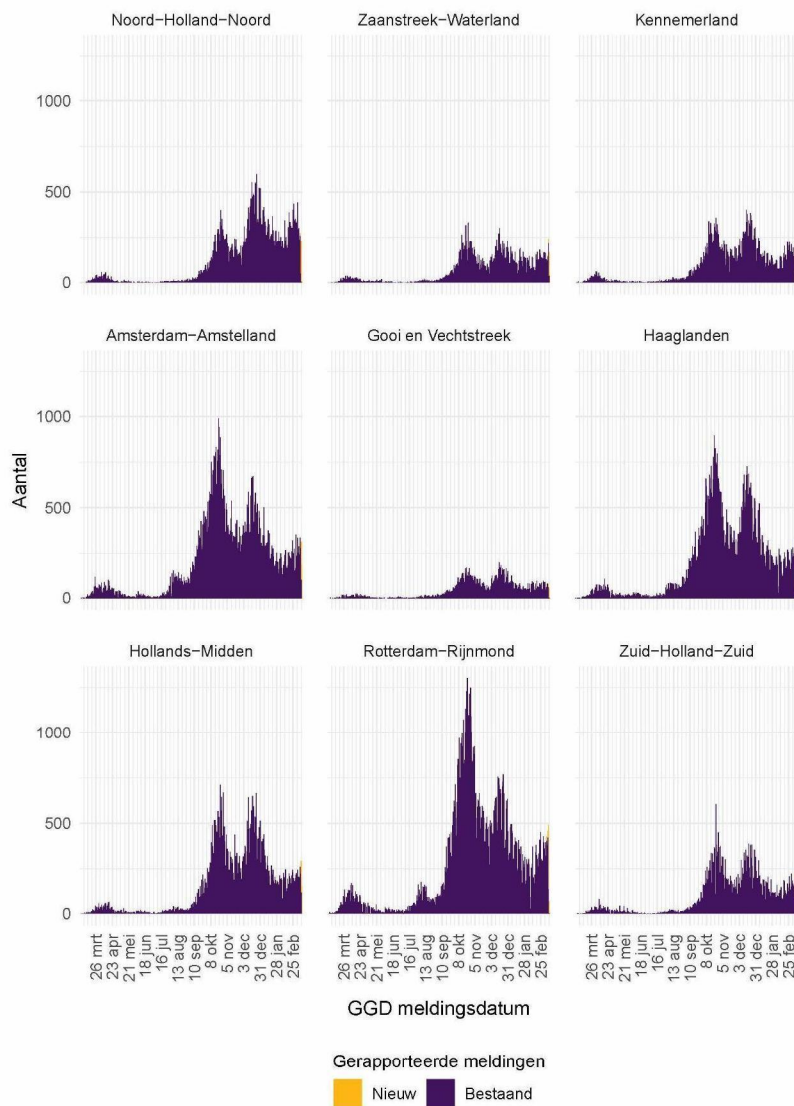 Noord−Holland−Noord
Zaanstreek−Waterland
Kennemerland
1000
500
0
Amsterdam−Amstelland
Gooi en Vechtstreek
Haaglanden
1000
500
0
Hollands−Midden
Rotterdam−Rijnmond
Zuid−Holland−Zuid
1000
500
0
Aantal
26 mrt
23 apr
21 mei
18 jun
16 jul
13 aug
10 sep
8 okt
5 nov
3 dec
31 dec
28 jan
25 feb
26 mrt
23 apr
21 mei
18 jun
16 jul
13 aug
10 sep
8 okt
5 nov
3 dec
31 dec
28 jan
25 feb
26 mrt
23 apr
21 mei
18 jun
16 jul
13 aug
10 sep
8 okt
5 nov
3 dec
31 dec
28 jan
25 feb
GGD meldingsdatum
Gerapporteerde meldingen
Nieuw
Bestaand